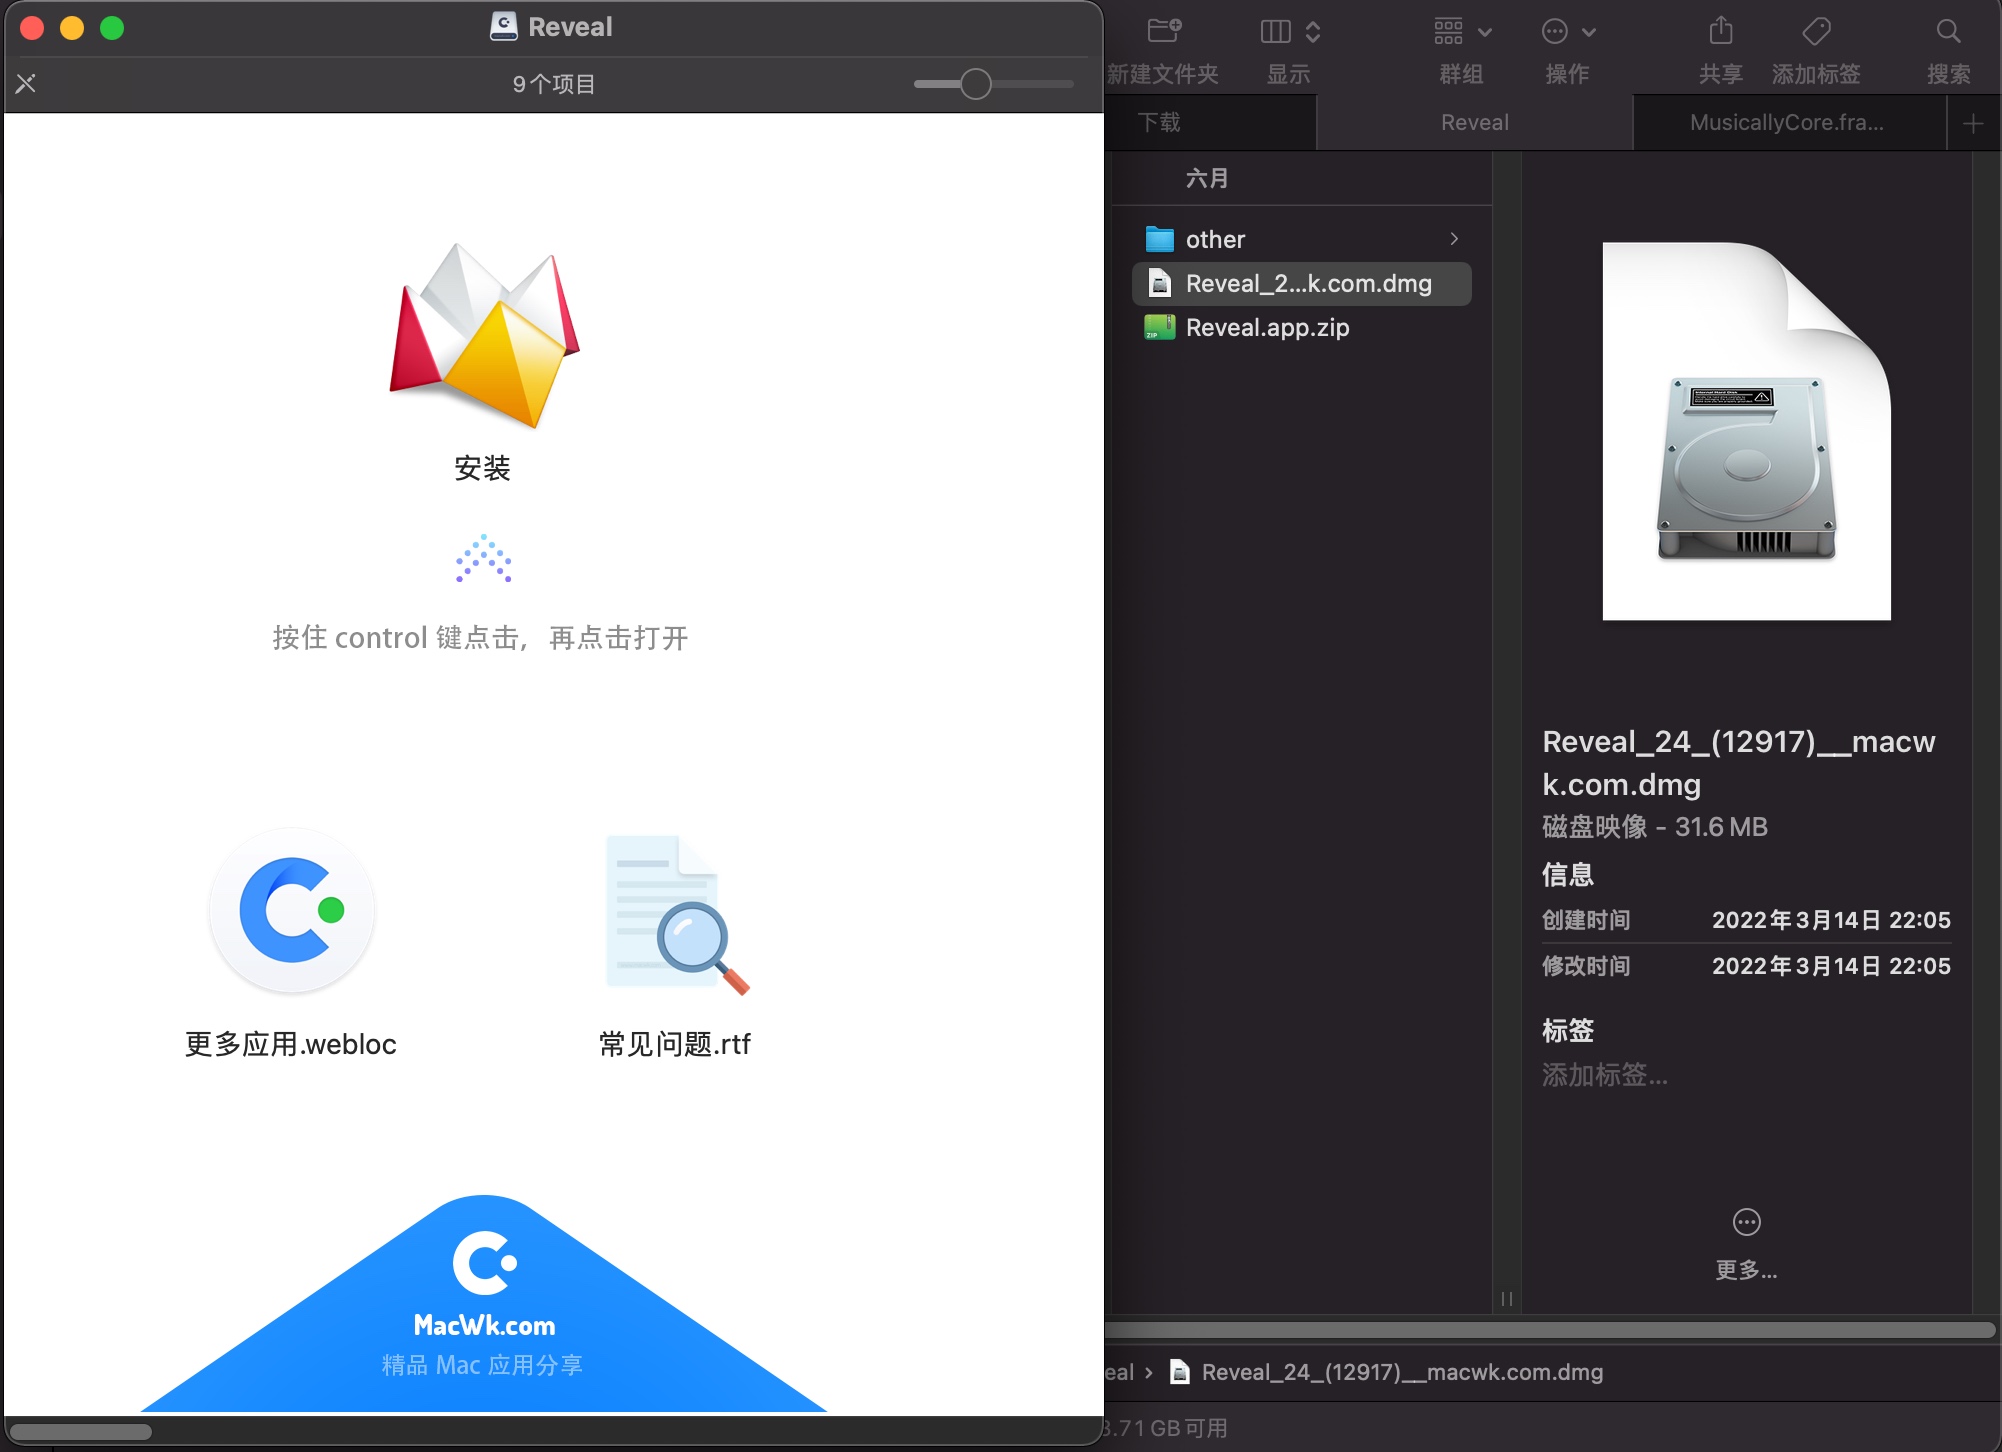 Reveal
9个项目
安装
按住 control 键点击，再点击打开
更多应用.webloc
常见问题.rtf
MacWk.com
精品 Mac 应用分享
新建文件夹
显示
群组
操作
共享
添加标签
搜索
下载
Reveal
MusicallyCore.fra...
六月
other
Reveal_2...k.com.dmg
ZIP
Reveal.app.zip
Reveal_24_(12917)__macw
k.com.dmg
磁盘映像 - 31.6 MB
信息
创建时间 2022年3月14日 22:05
修改时间 2022年3月14日 22:05
标签
添加标签...
更多...
eal › Reveal_24_(12917)__macwk.com.dmg
3.71 GB可用